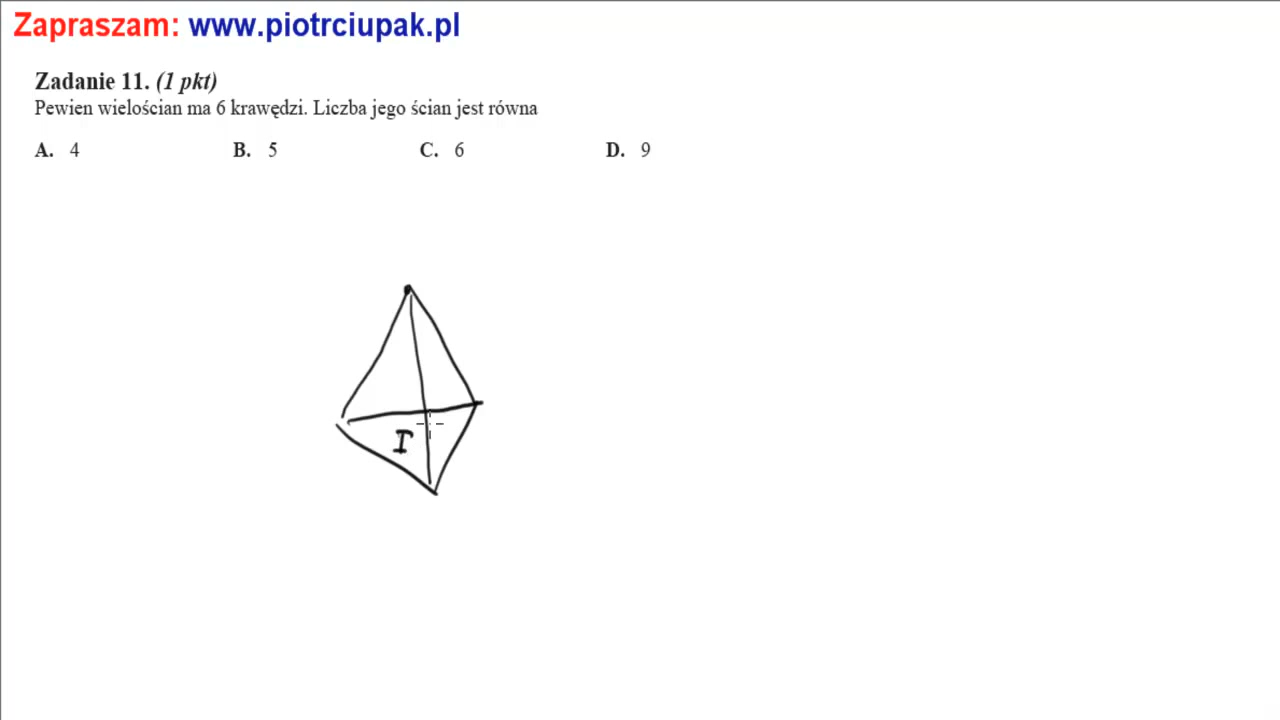 Zapraszam: www.piotrciupak.pl
Zadanie 11. (1 pkt)
Pewien wielościan ma 6 krawędzi. Liczba jego ścian jest równa
A. 4 B. 5 C. 6 D. 9
I